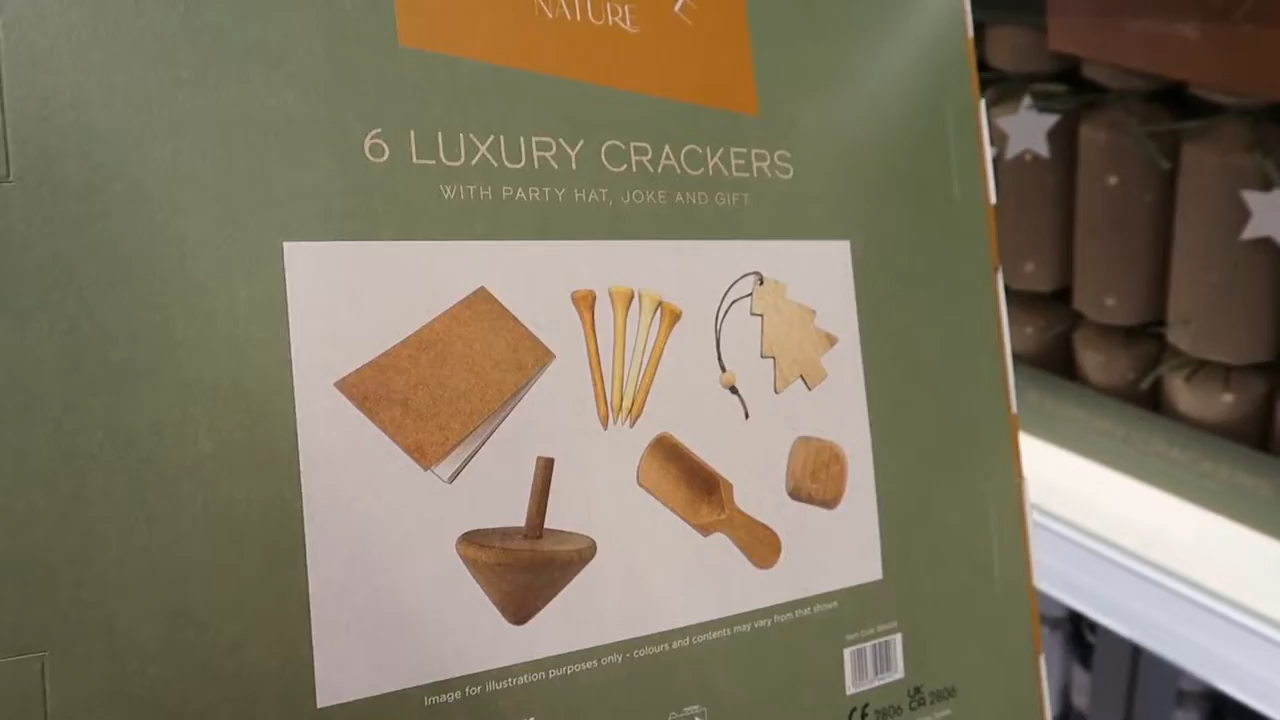 NATURE
6 LUXURY CRACKERS
WITH PARTY HAT, JOKE AND GIFT
Image for illustration purposes only - colours and contents may vary from that shown
CE 2806 UK CA 2806